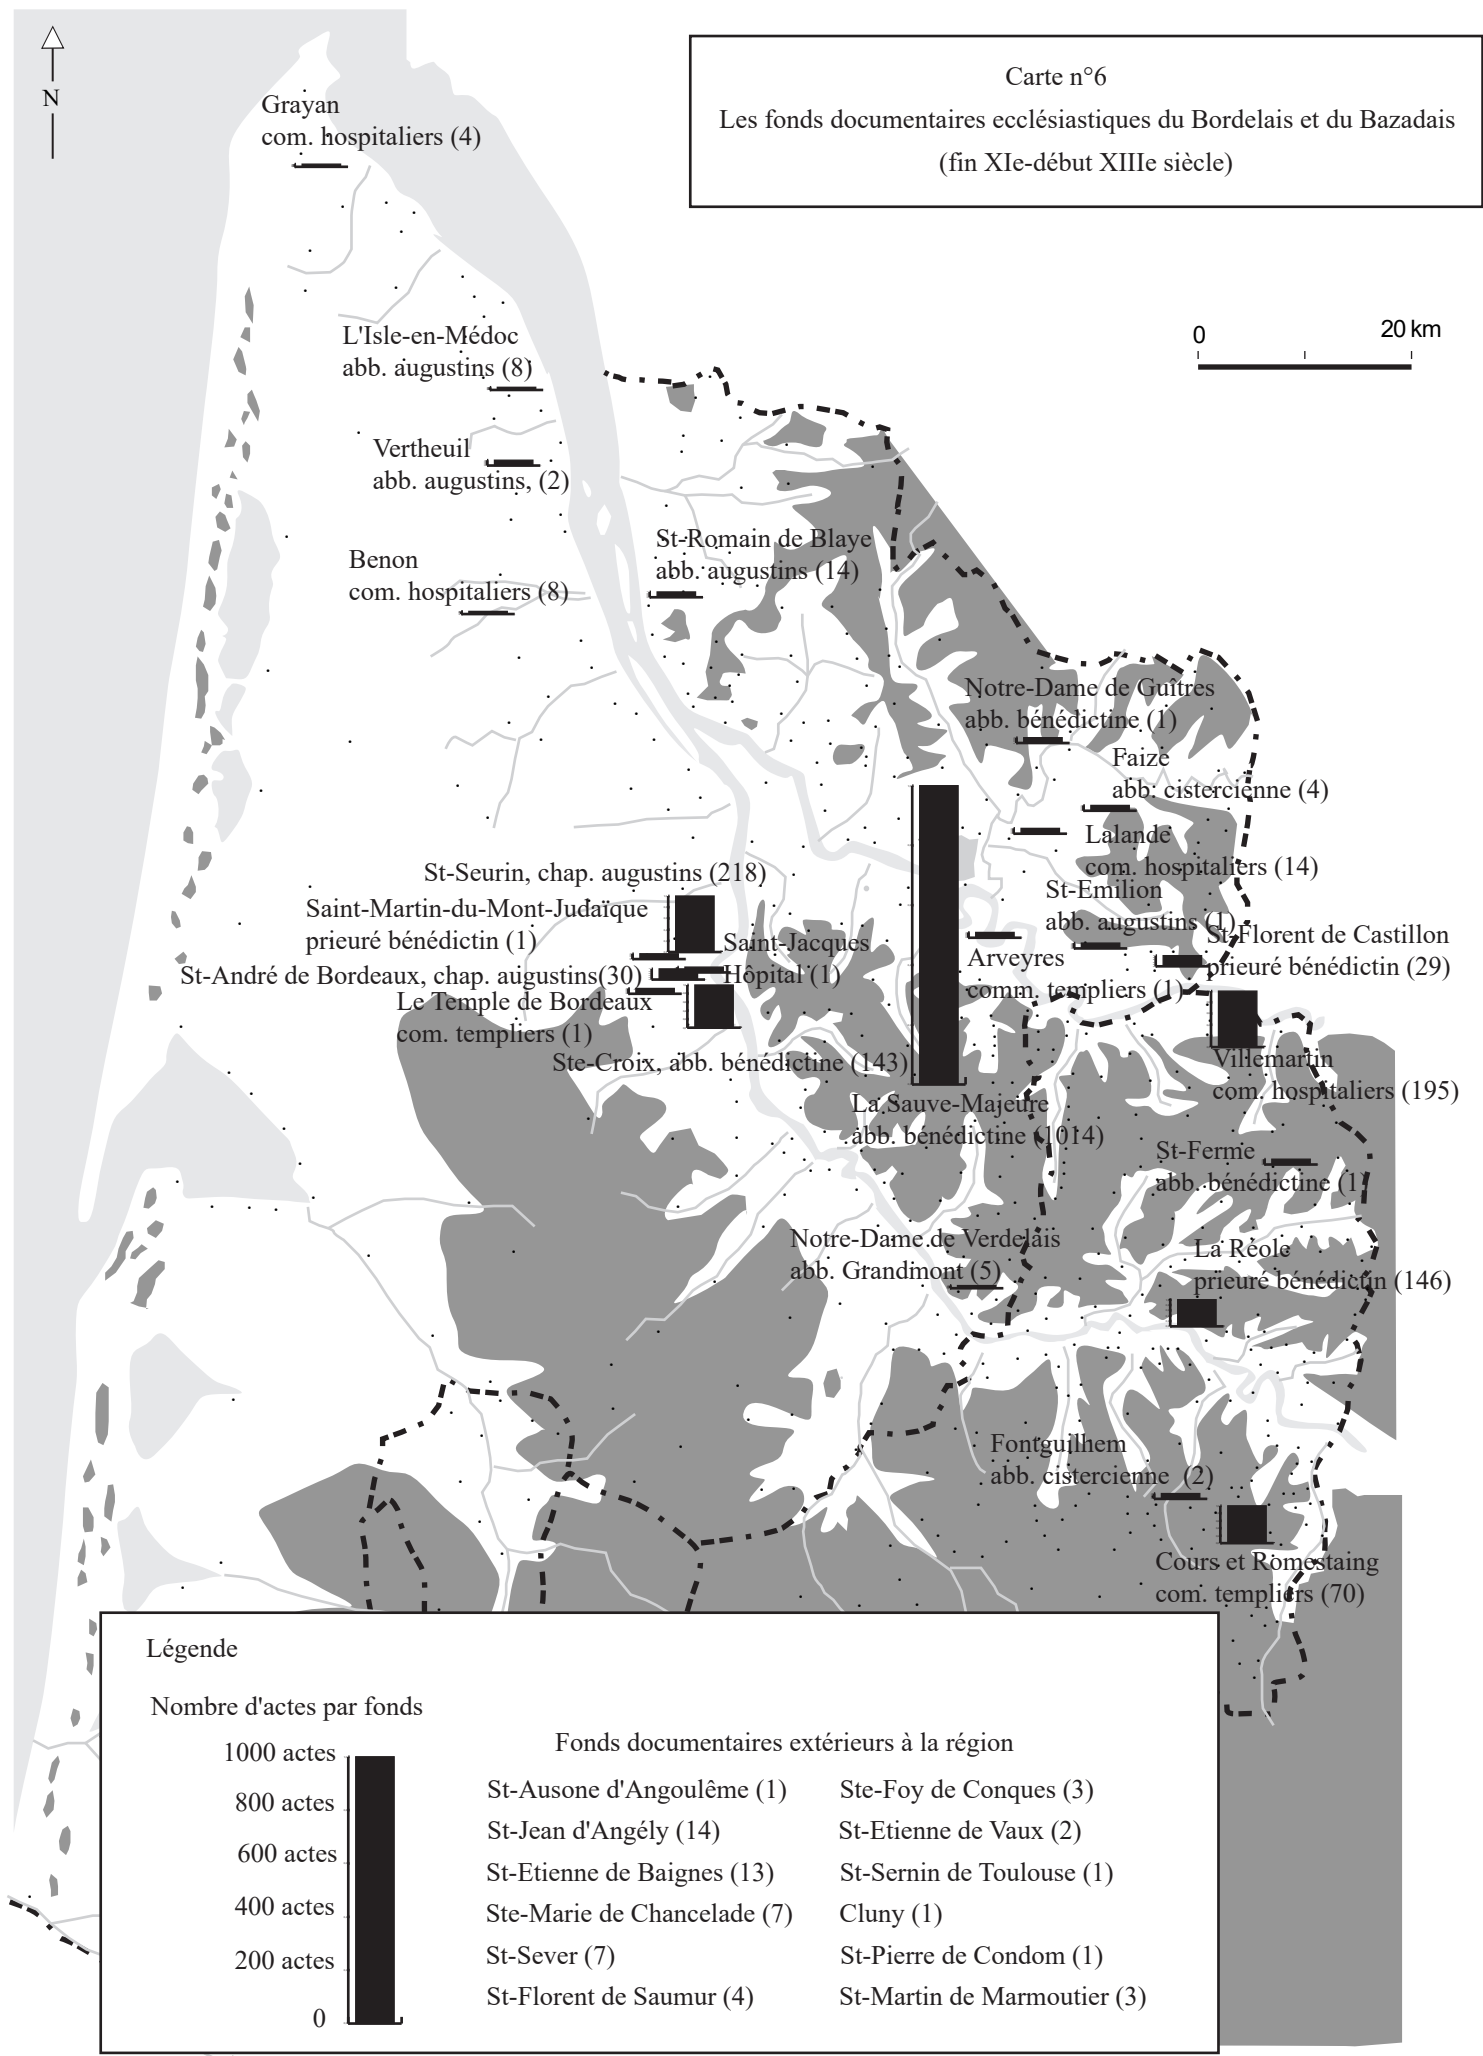 N
Carte n°6
Les fonds documentaires ecclésiastiques du Bordelais et du Bazadais
(fin XIe-début XIIIe siècle)
Grayan
com. hospitaliers (4)
0 20 km
L'Isle-en-Médoc
abb. augustins (8)
Vertheuil
abb. augustins, (2)
Benon
com. hospitaliers (8)
St-Romain de Blaye
abb. augustins (14)
Notre-Dame de Guîtres
abb. bénédictine (1)
Faize
abb. cistercienne (4)
Lalande
com. hospitaliers (14)
St-Emilion
abb. augustins (1)
St-Florent de Castillon
prieuré bénédictin (29)
St-Seurin, chap. augustins (218)
Saint-Martin-du-Mont-Judaïque
prieuré bénédictin (1)
Saint-Jacques
Hôpital (1)
St-André de Bordeaux, chap. augustins(30)
Le Temple de Bordeaux
com. templiers (1)
Ste-Croix, abb. bénédictine (143)
Arveyres
comm. templiers (1)
Villemartin
com. hospitaliers (195)
La Sauve-Majeure
abb. bénédictine (1014)
St-Ferme
abb. bénédictine (1)
Notre-Dame de Verdelais
abb. Grandmont (5)
La Réole
prieuré bénédictin (146)
Fontguilhem
abb. cistercienne (2)
Cours et Romestaing
com. templiers (70)
Légende
Nombre d'actes par fonds
1000 actes
800 actes
600 actes
400 actes
200 actes
0
Fonds documentaires extérieurs à la région
St-Ausone d'Angoulême (1)
St-Jean d'Angély (14)
St-Etienne de Baignes (13)
Ste-Marie de Chancelade (7)
St-Sever (7)
St-Florent de Saumur (4)
Ste-Foy de Conques (3)
St-Etienne de Vaux (2)
St-Sernin de Toulouse (1)
Cluny (1)
St-Pierre de Condom (1)
St-Martin de Marmoutier (3)